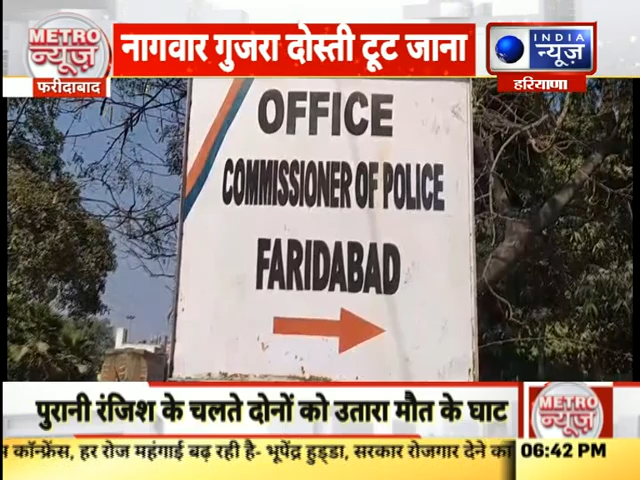 METRO
न्यूज़
फरीदाबाद
नागवार गुजरा दोस्ती टूट जाना
INDIA
न्यूज़
हरियाणा
OFFICE
COMMISSIONER OF POLICE
FARIDABAD
पुरानी रंजिश के चलते दोनों को उतारा मौत के घाट
METRO
न्यूज़
कॉन्फ्रेंस, हर रोज महंगाई बढ़ रही है- भूपेंद्र हुड्डा, सरकार रोजगार देने
06:42 PM